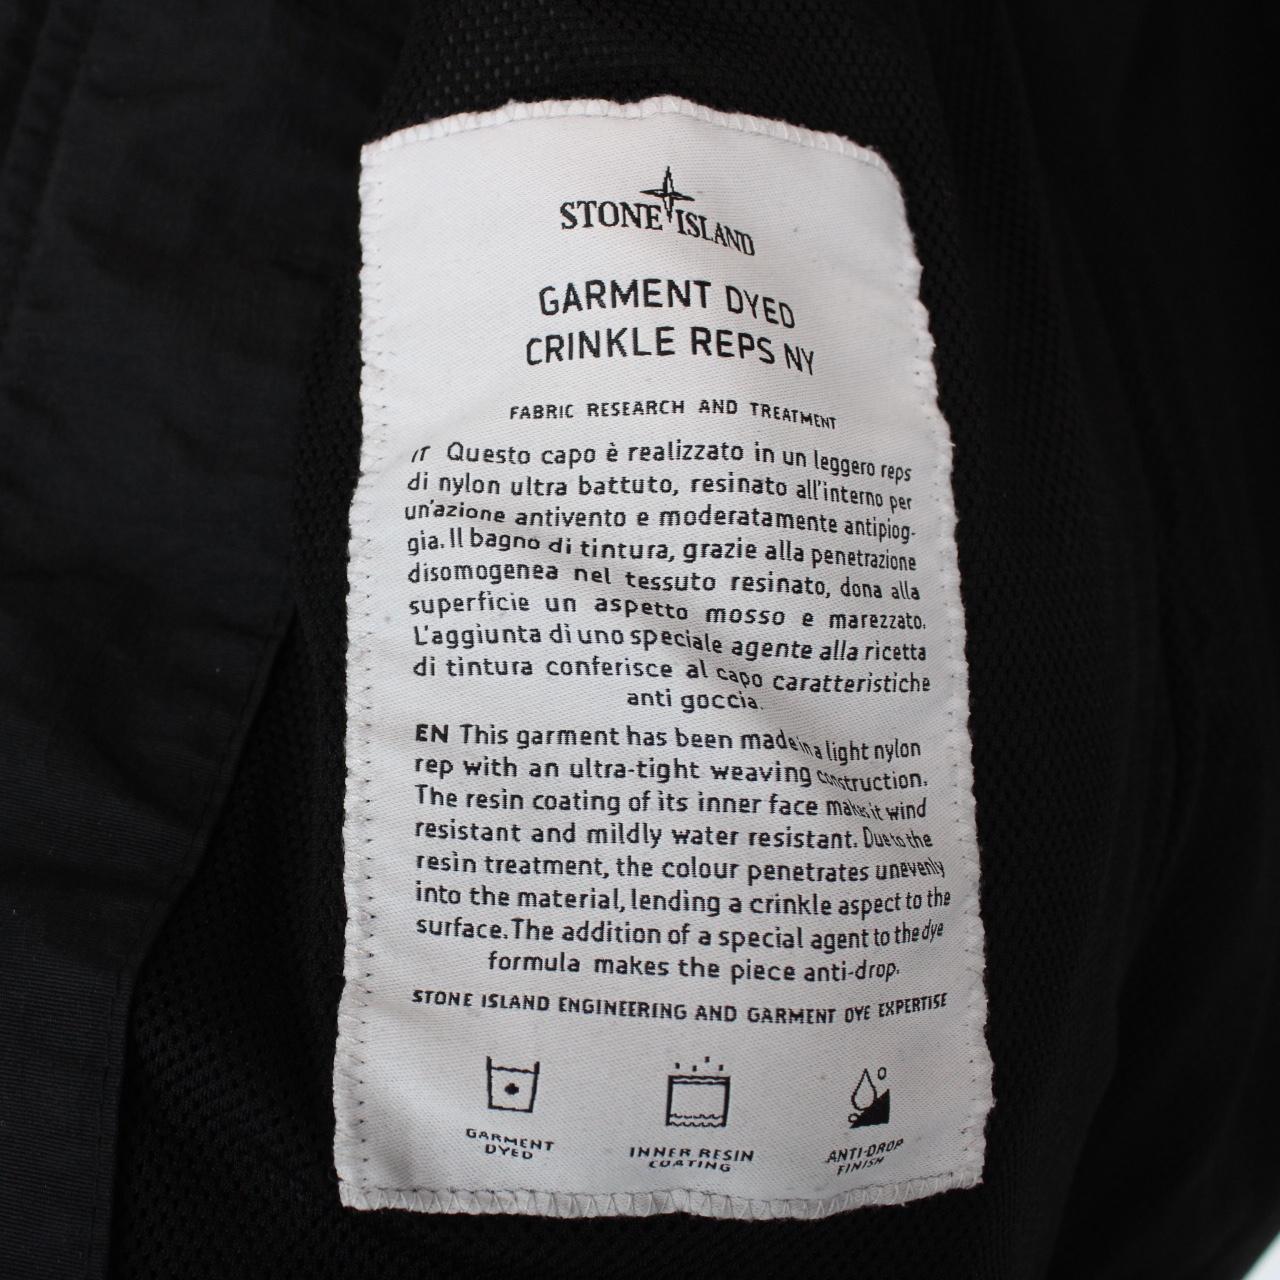 STONE ISLAND
GARMENT DYED
CRINKLE REPS NY
FABRIC RESEARCH AND TREATMENT
IT Questo capo è realizzato in un leggero reps
di nylon ultra battuto, resinato all'interno per
un'azione antivento e moderatamente antipiog-
gia. Il bagno di tintura, grazie alla penetrazione
disomogenea nel tessuto resinato, dona alla
superficie un aspetto mosso e marezzato.
L'aggiunta di uno speciale agente alla ricetta
di tintura conferisce al capo caratteristiche
anti goccia.
EN This garment has been made in a light nylon
rep with an ultra-tight weaving construction.
The resin coating of its inner face makes it wind
resistant and mildly water resistant. Due to the
resin treatment, the colour penetrates unevenly
into the material, lending a crinkle aspect to the
surface. The addition of a special agent to the dye
formula makes the piece anti-drop.
STONE ISLAND ENGINEERING AND GARMENT DYE EXPERTISE
GARMENT
DYED
INNER RESIN
COATING
ANTI-DROP
FINISH